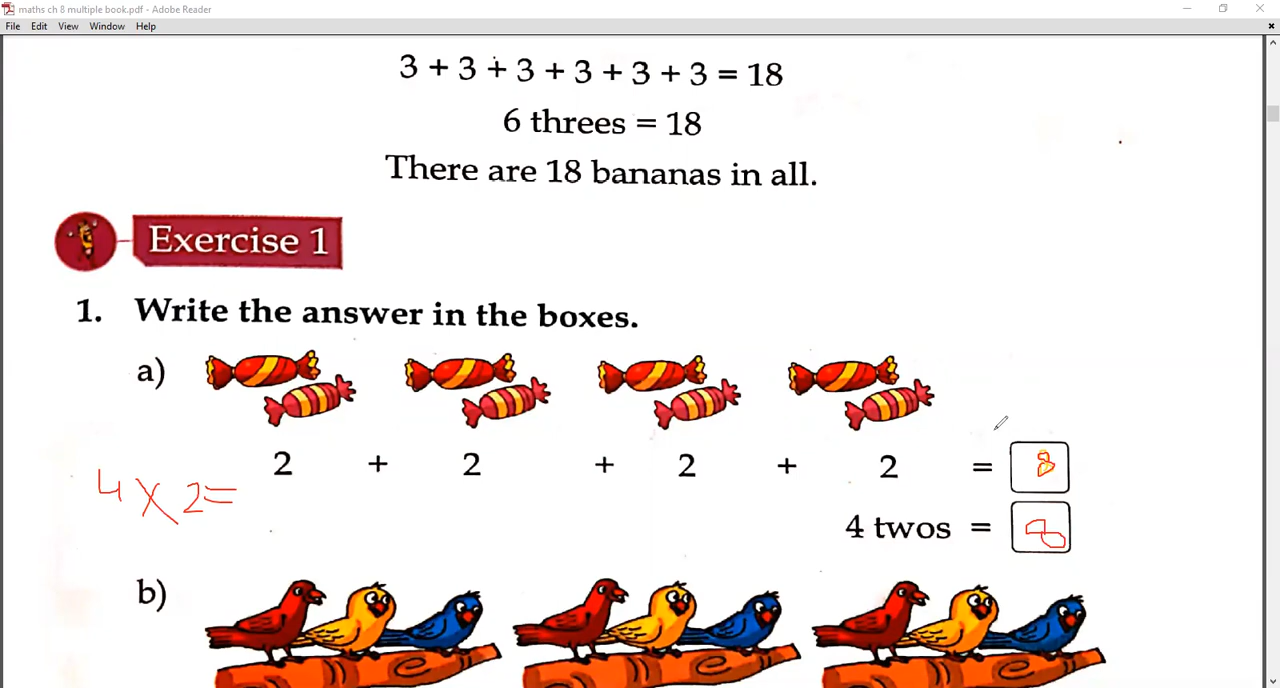 maths ch 8 multiple book.pdf - Adobe Reader
File Edit View Window Help
3 + 3 + 3 + 3 + 3 + 3 = 18
6 threes = 18
There are 18 bananas in all.
Exercise 1
1. Write the answer in the boxes.
a)
2 + 2 + 2 + 2 = 8
4 X 2 =
4 twos = 8
b)